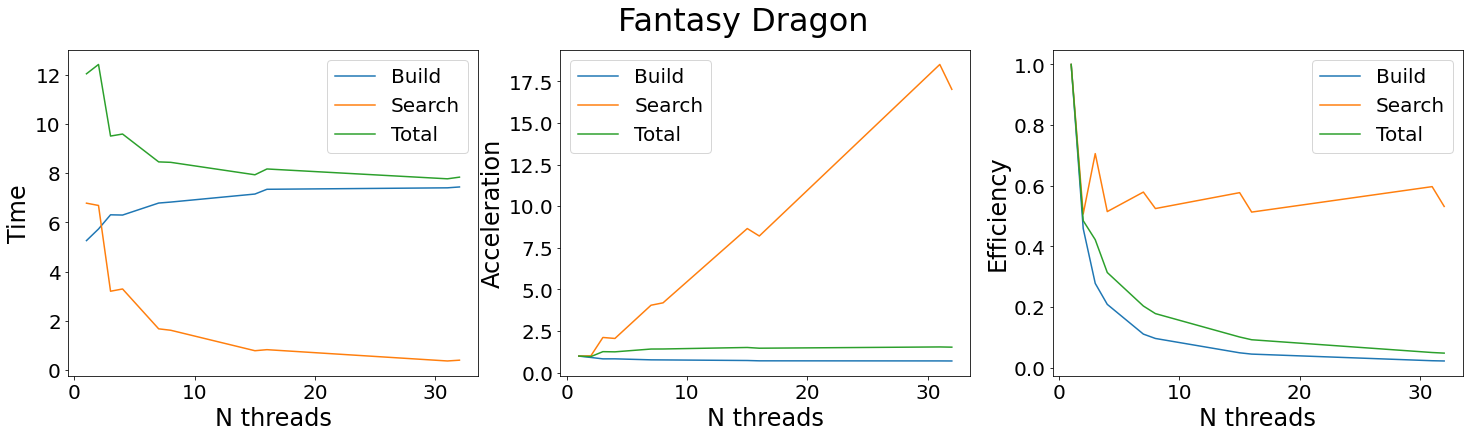 Fantasy Dragon
Time
12
10
8
6
4
2
0
Build
Search
Total
0 10 20 30
N threads
Acceleration
17.5
15.0
12.5
10.0
7.5
5.0
2.5
0.0
Build
Search
Total
0 10 20 30
N threads
Efficiency
1.0
0.8
0.6
0.4
0.2
0.0
Build
Search
Total
0 10 20 30
N threads